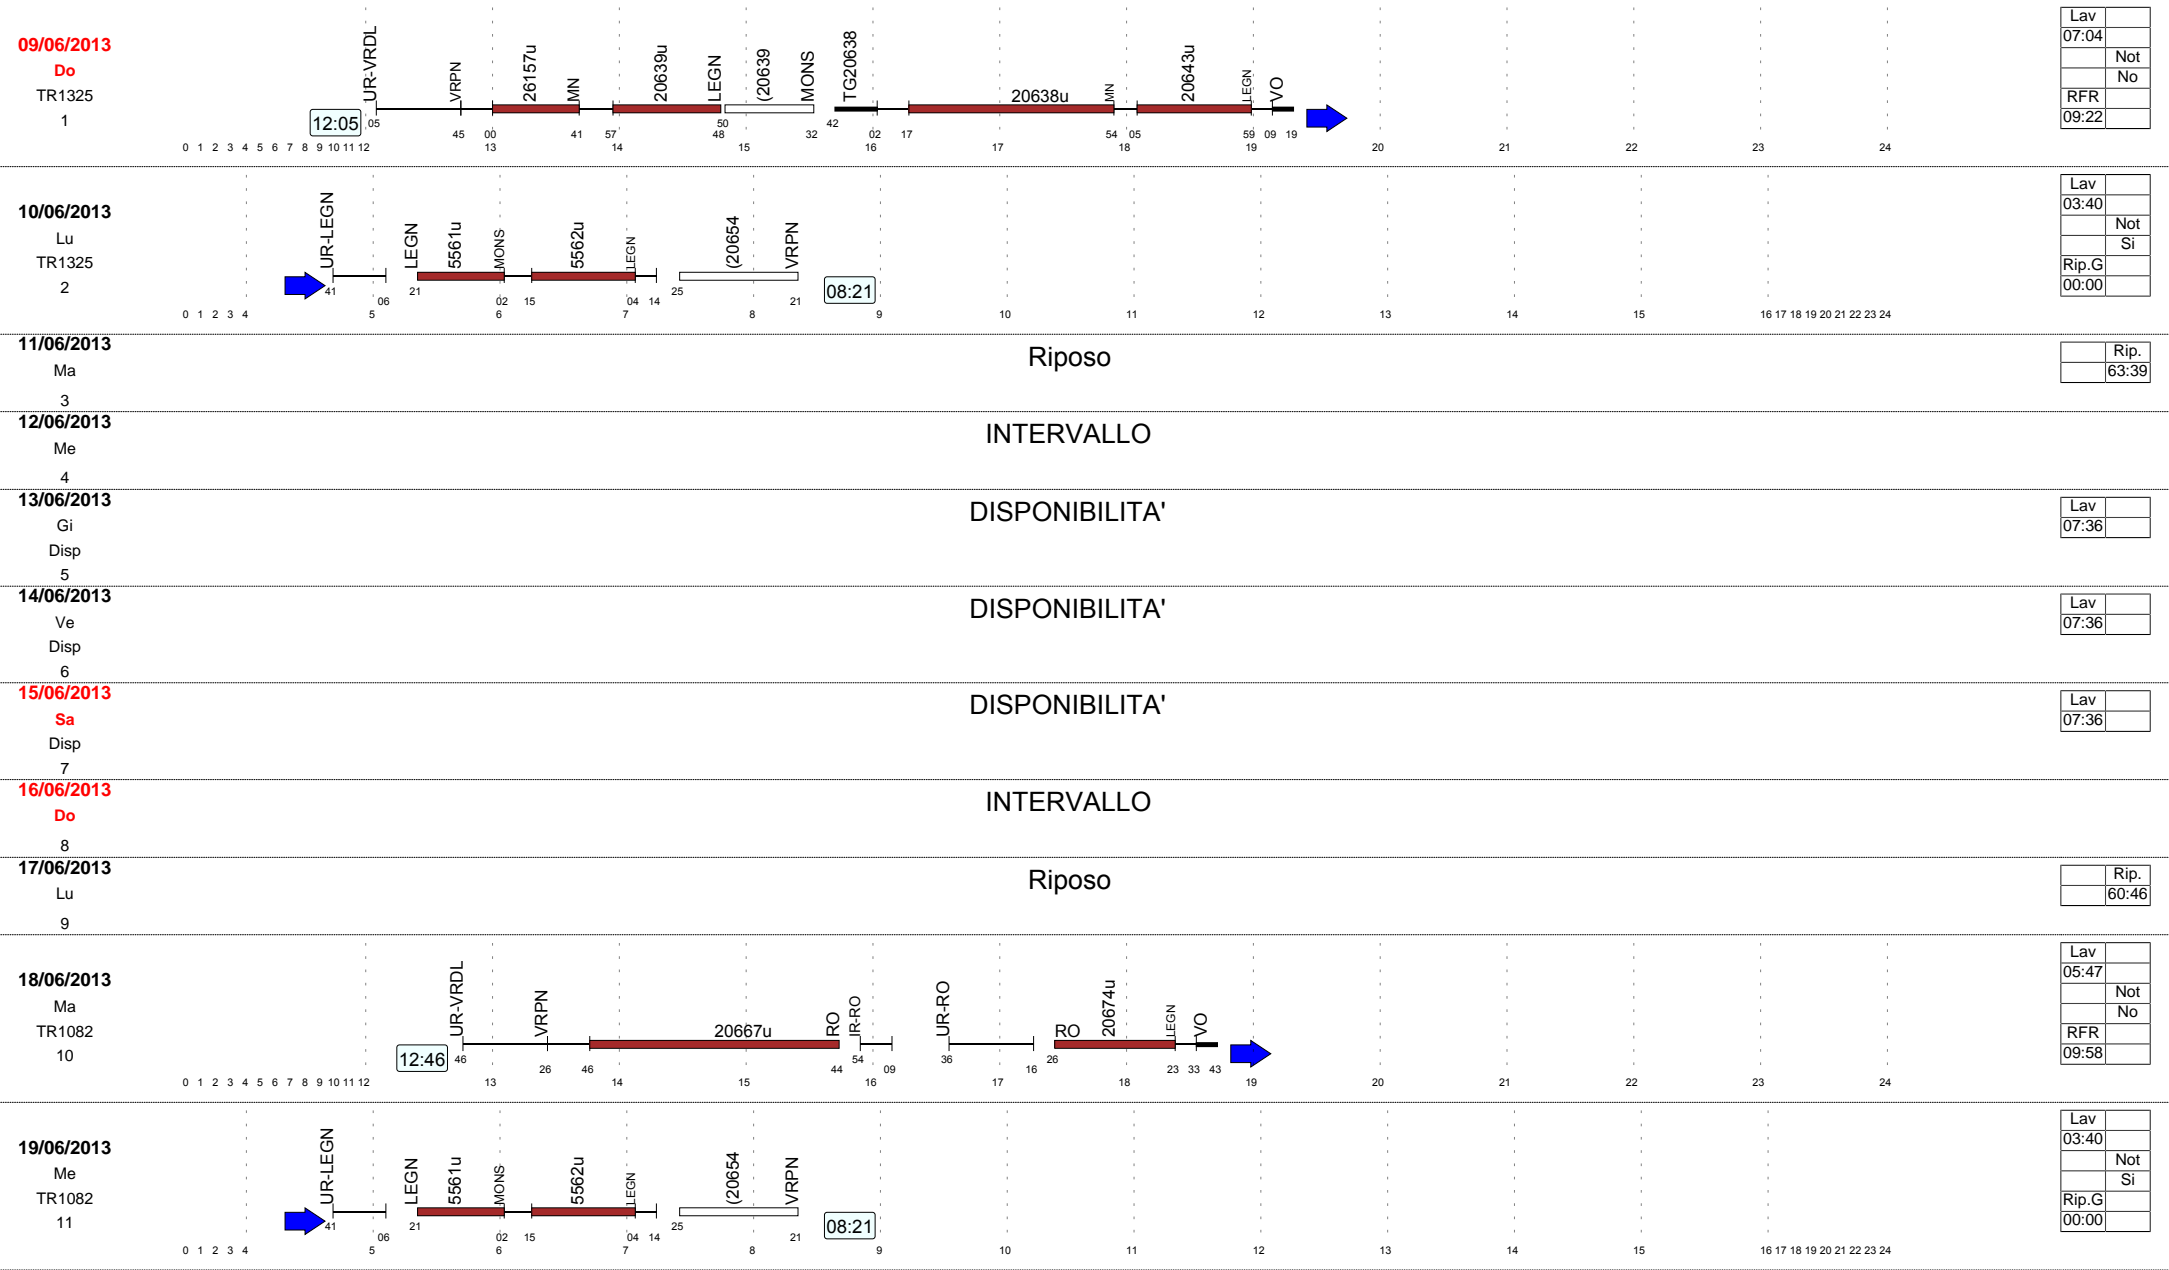 09/06/2013
Do
TR1325
1
12:05
UR-VRDL VRPN 26157u MN 20639u LEGN (20639 MONS TG20638 20638u MN 20643u LEGN VO
05 45 00 41 57 48 50 32 42 02 17 54 05 59 09 19
0 1 2 3 4 5 6 7 8 9 10 11 12 13 14 15 16 17 18 19 20 21 22 23 24
Lav
07:04
Not
No
RFR
09:22
10/06/2013
Lu
TR1325
2
UR-LEGN LEGN 5561u MONS 5562u LEGN (20654 VRPN
41 06 21 02 15 04 14 25 21
08:21
0 1 2 3 4 5 6 7 8 9 10 11 12 13 14 15 16 17 18 19 20 21 22 23 24
Lav
03:40
Not
Si
Rip.G
00:00
11/06/2013
Ma
3
Riposo
Rip.
63:39
12/06/2013
Me
4
INTERVALLO
13/06/2013
Gi
Disp
5
DISPONIBILITA'
Lav
07:36
14/06/2013
Ve
Disp
6
DISPONIBILITA'
Lav
07:36
15/06/2013
Sa
Disp
7
DISPONIBILITA'
Lav
07:36
16/06/2013
Do
8
INTERVALLO
17/06/2013
Lu
9
Riposo
Rip.
60:46
18/06/2013
Ma
TR1082
10
12:46
UR-VRDL VRPN 20667u RO IR-RO UR-RO RO 20674u LEGN VO
46 26 46 44 54 09 36 16 26 23 33 43
0 1 2 3 4 5 6 7 8 9 10 11 12 13 14 15 16 17 18 19 20 21 22 23 24
Lav
05:47
Not
No
RFR
09:58
19/06/2013
Me
TR1082
11
UR-LEGN LEGN 5561u MONS 5562u LEGN (20654 VRPN
41 06 21 02 15 04 14 25 21
08:21
0 1 2 3 4 5 6 7 8 9 10 11 12 13 14 15 16 17 18 19 20 21 22 23 24
Lav
03:40
Not
Si
Rip.G
00:00